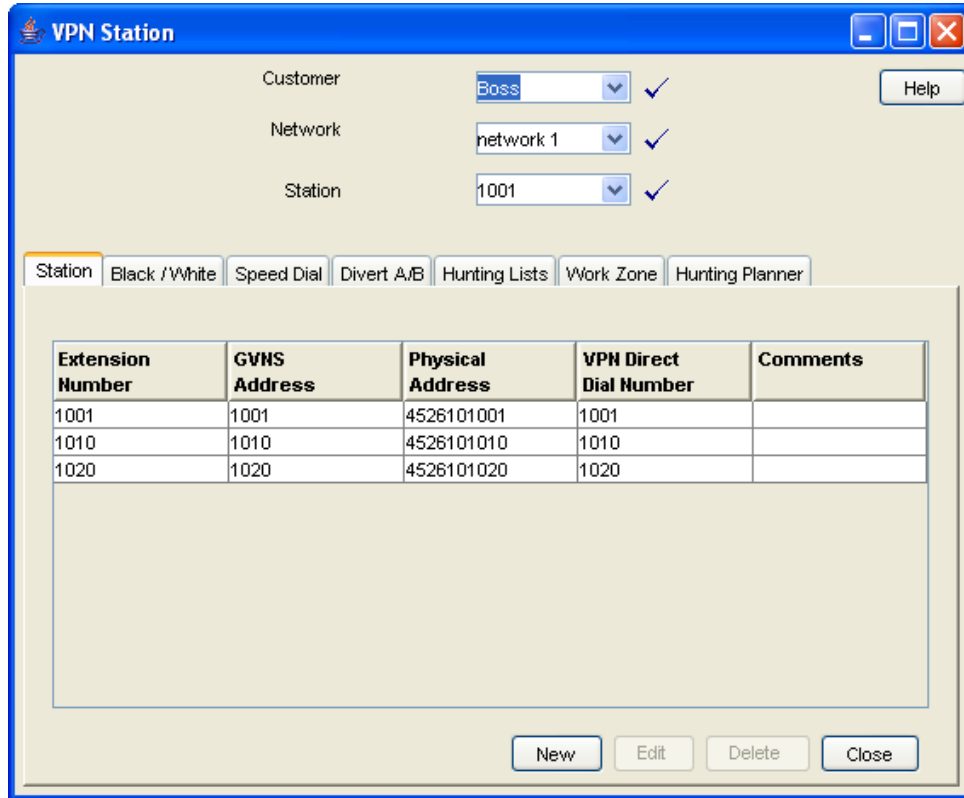 VPN Station
Customer Boss Help
Network network 1
Station 1001
Station Black / White Speed Dial Divert A/B Hunting Lists Work Zone Hunting Planner
Extension Number GVNS Address Physical Address VPN Direct Dial Number Comments
1001 1001 4526101001 1001
1010 1010 4526101010 1010
1020 1020 4526101020 1020
New Edit Delete Close